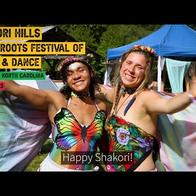 ORI HILLS
ROOTS FESTIVAL OF
& DANCE
NORTH CAROLINA
Happy Shakori!